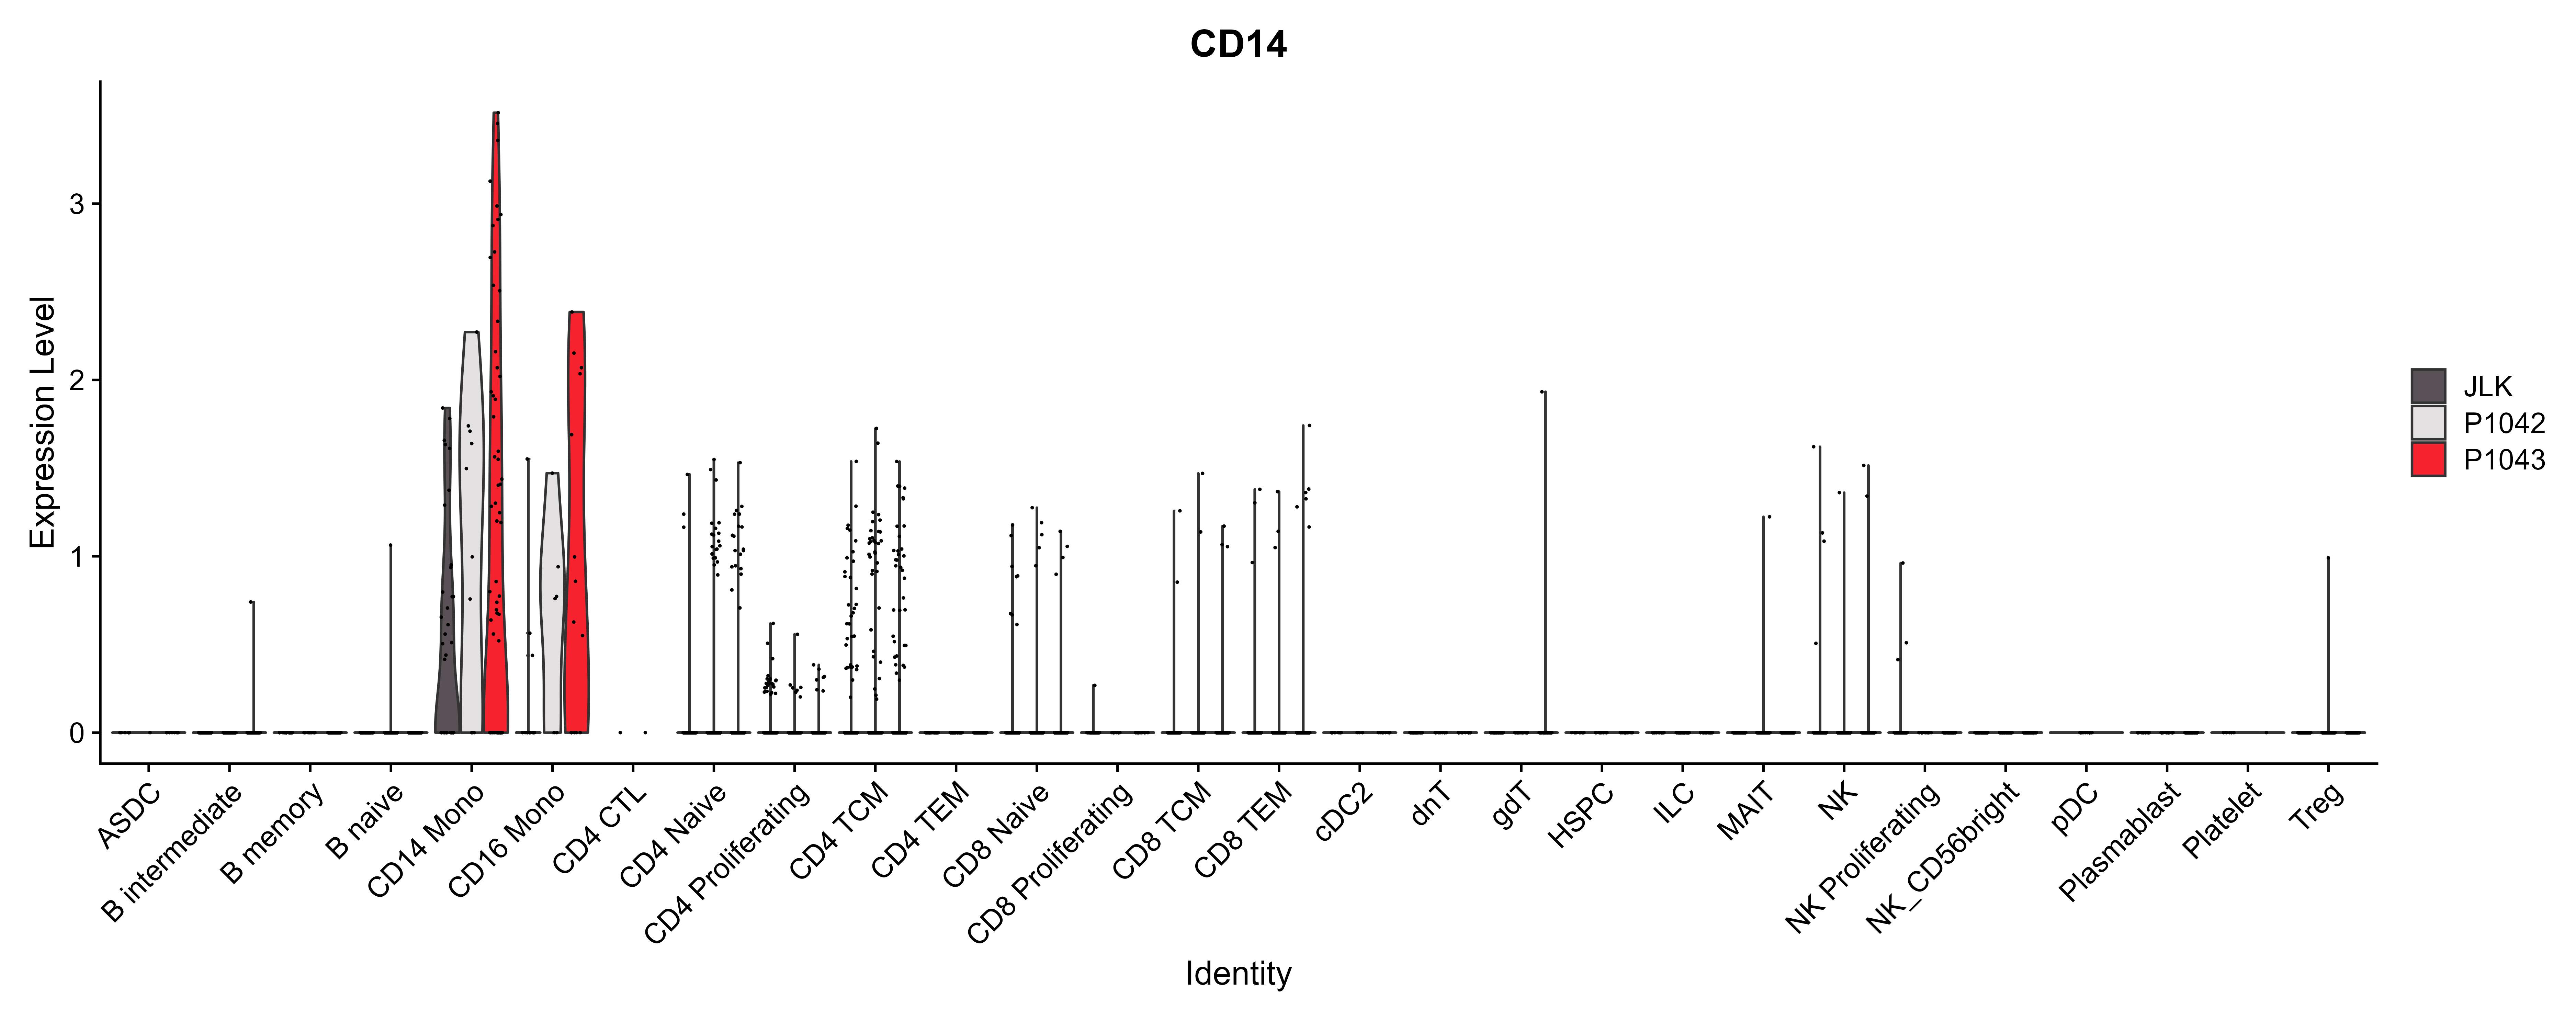 CD14
Expression Level
3
2
1
0
ASDC
B intermediate
B memory
B naive
CD14 Mono
CD16 Mono
CD4 CTL
CD4 Naive
CD4 Proliferating
CD4 TCM
CD4 TEM
CD8 Naive
CD8 Proliferating
CD8 TCM
CD8 TEM
cDC2
dnT
gdT
HSPC
ILC
MAIT
NK
NK Proliferating
NK_CD56bright
pDC
Plasmablast
Platelet
Treg
Identity
JLK
P1042
P1043